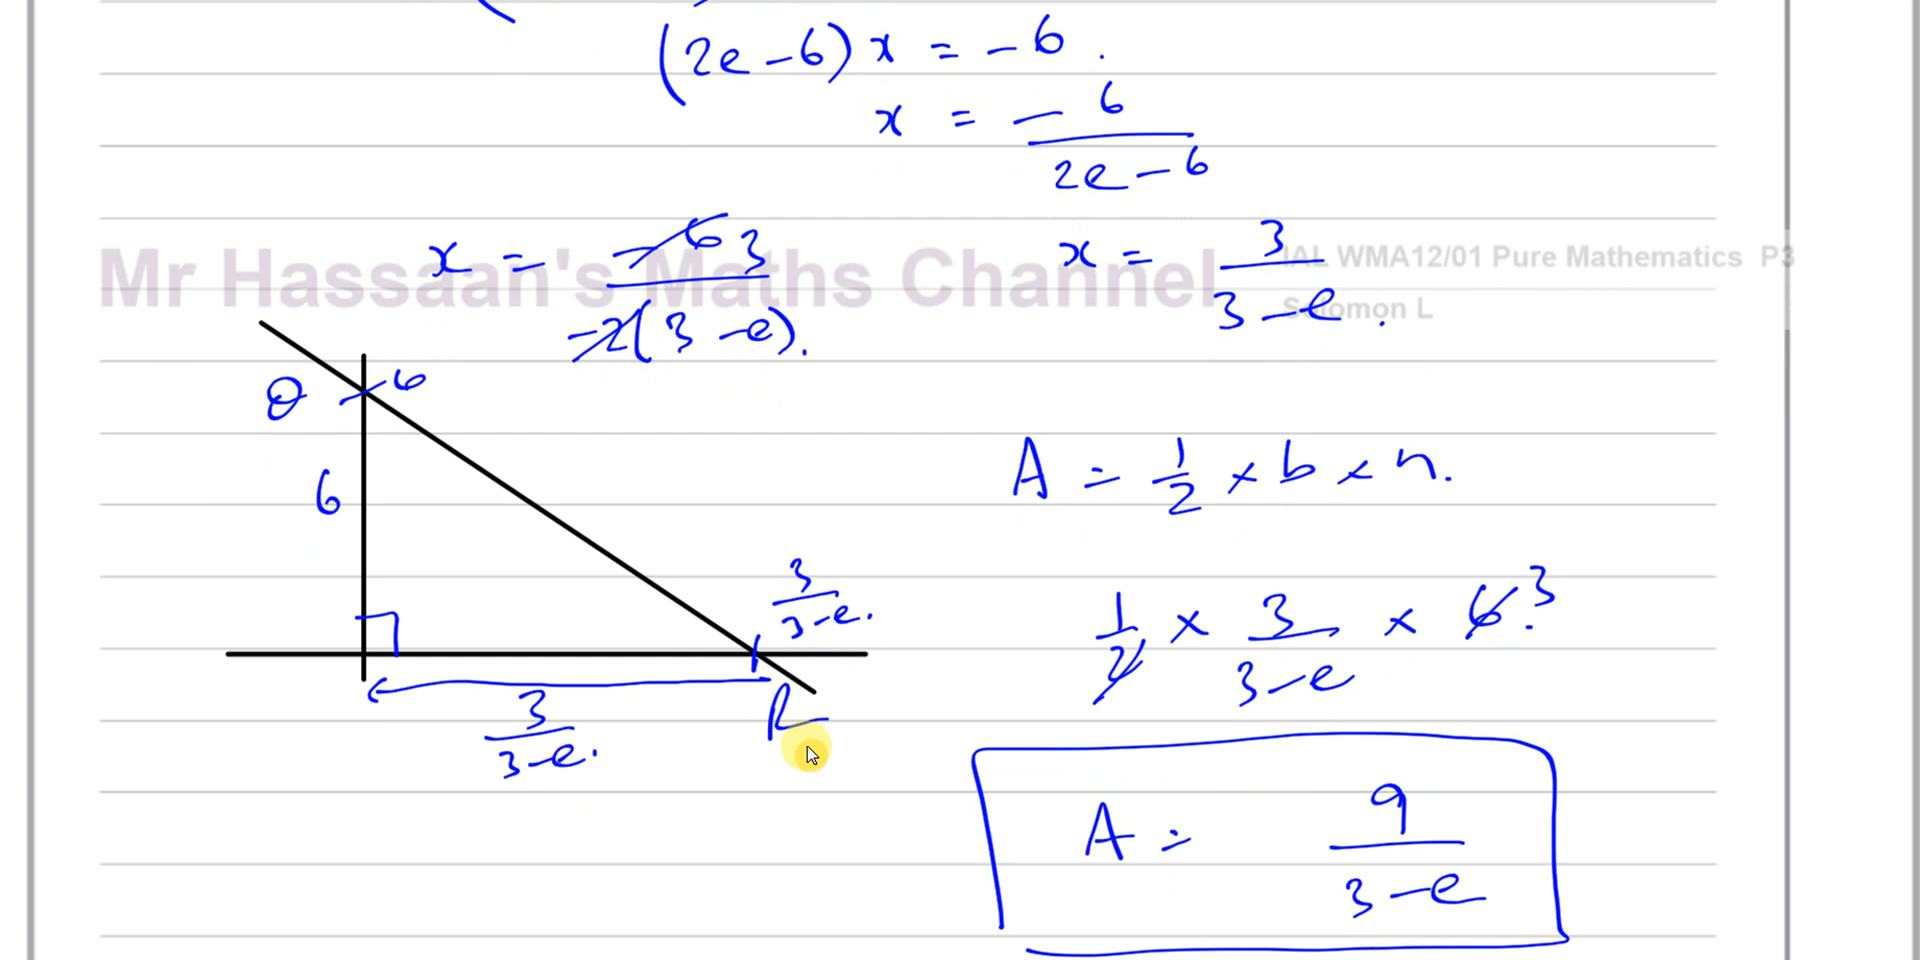 (2e-6)x = -6.
x = -6/(2e-6)
x = -6 3/(-2(3-e)).
x = 3/(3-e).
Mr Hassaan's Maths Channel
IAL WMA12/01 Pure Mathematics P3
Solomon L
Q 6
6
A = 1/2 × b × h.
3/(3-e).
1/2 × 3/(3-e) × 6 3.
R
3/(3-e).
A = 9/(3-e)